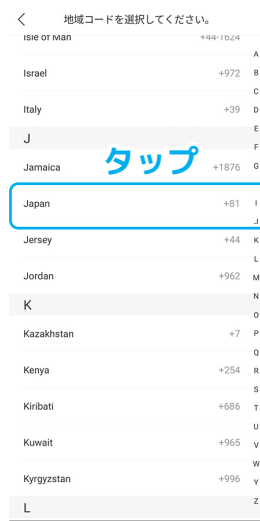 地域コードを選択してください。
Isle of Man +44-1624
Israel +972
Italy +39
J
タップ
Jamaica +1876
Japan +81
Jersey +44
Jordan +962
K
Kazakhstan +7
Kenya +254
Kiribati +686
Kuwait +965
Kyrgyzstan +996
L
A
B
C
D
E
F
G
I
J
K
L
M
N
O
P
Q
R
S
T
U
V
W
Y
Z